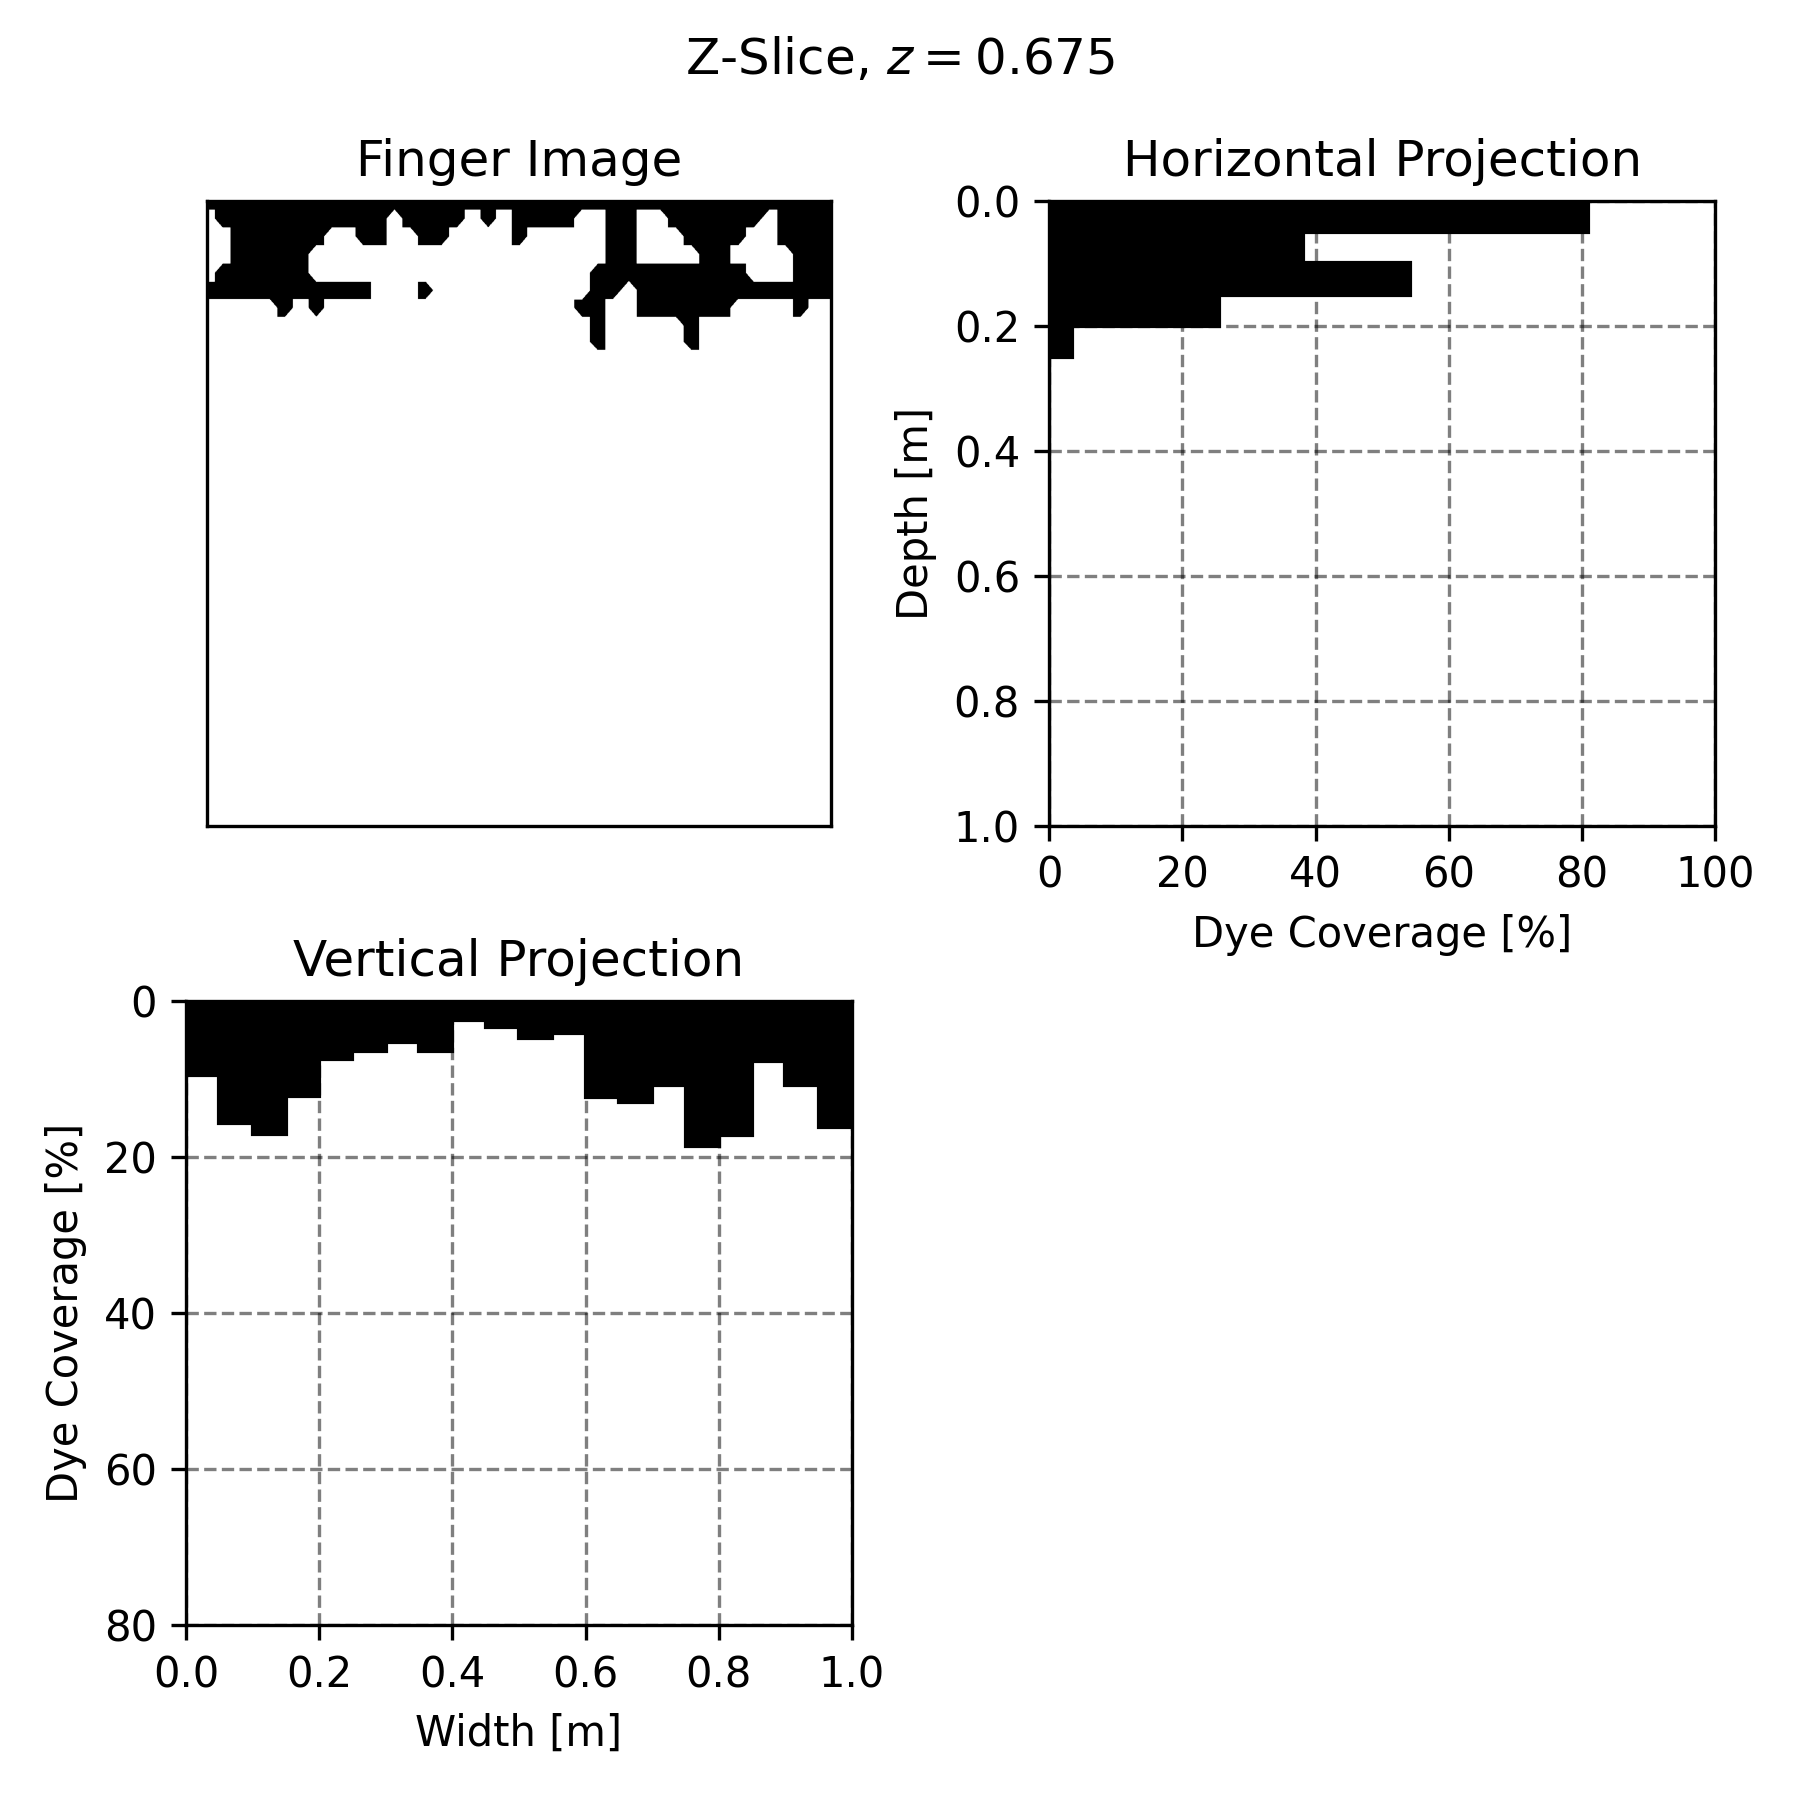 Z-Slice, z = 0.675
Finger Image
Horizontal Projection
0.0
0.2
0.4
0.6
0.8
1.0
Depth [m]
0 20 40 60 80 100
Dye Coverage [%]
Vertical Projection
0
20
40
60
80
Dye Coverage [%]
0.0 0.2 0.4 0.6 0.8 1.0
Width [m]